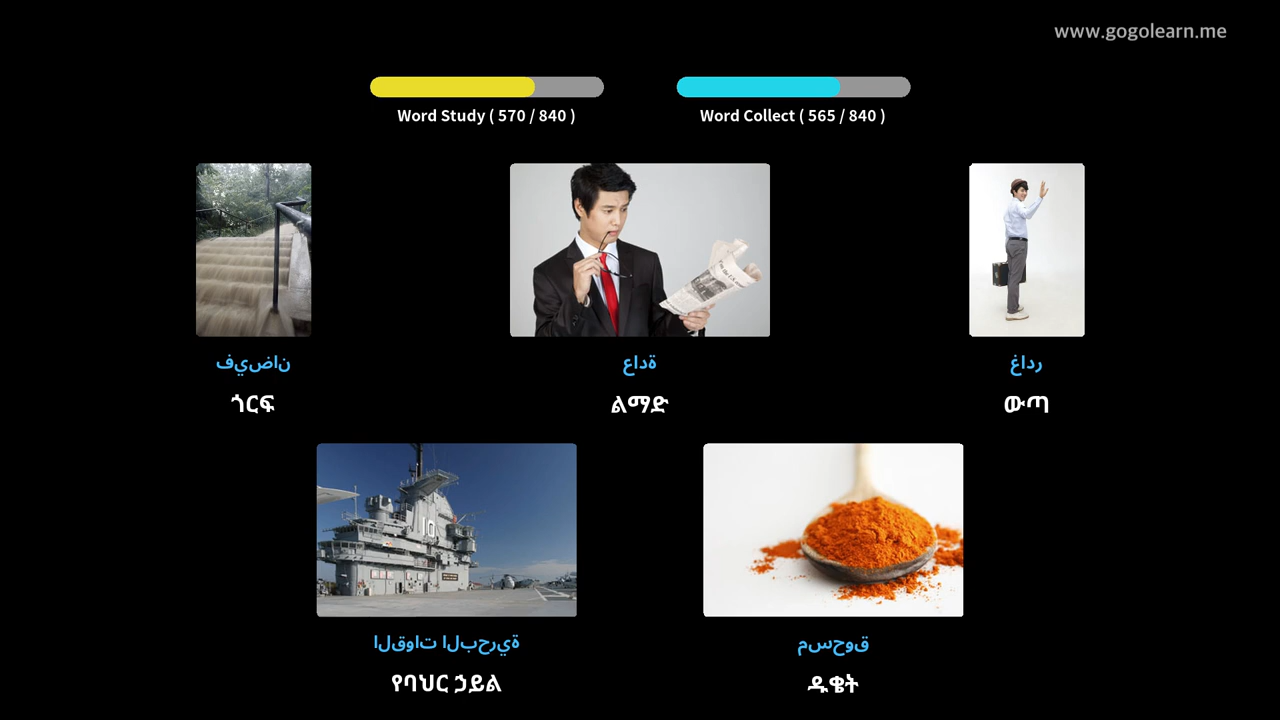 www.gogolearn.me
Word Study ( 570 / 840 )
Word Collect ( 565 / 840 )
فيضان
عادة
غادر
ጎርፍ
ልማድ
ውጣ
10
القوات البحرية
مسحوق
የባህር ኃይል
ዱቄት